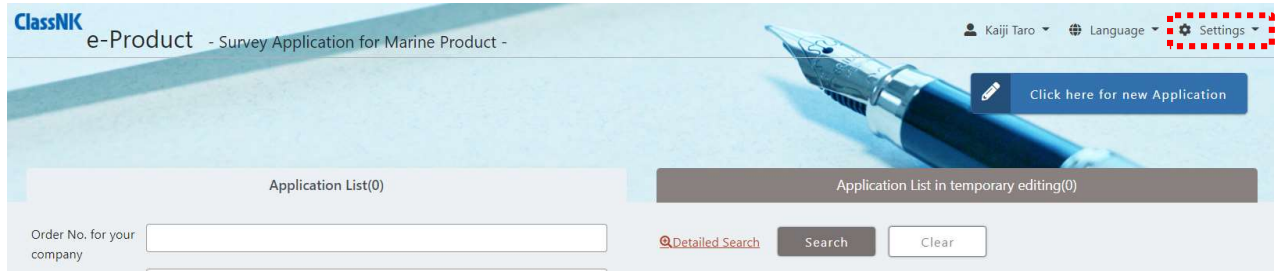 ClassNK
e-Product - Survey Application for Marine Product -
Kaiji Taro Language Settings
Click here for new Application
Application List(0) Application List in temporary editing(0)
Order No. for your company
Detailed Search Search Clear